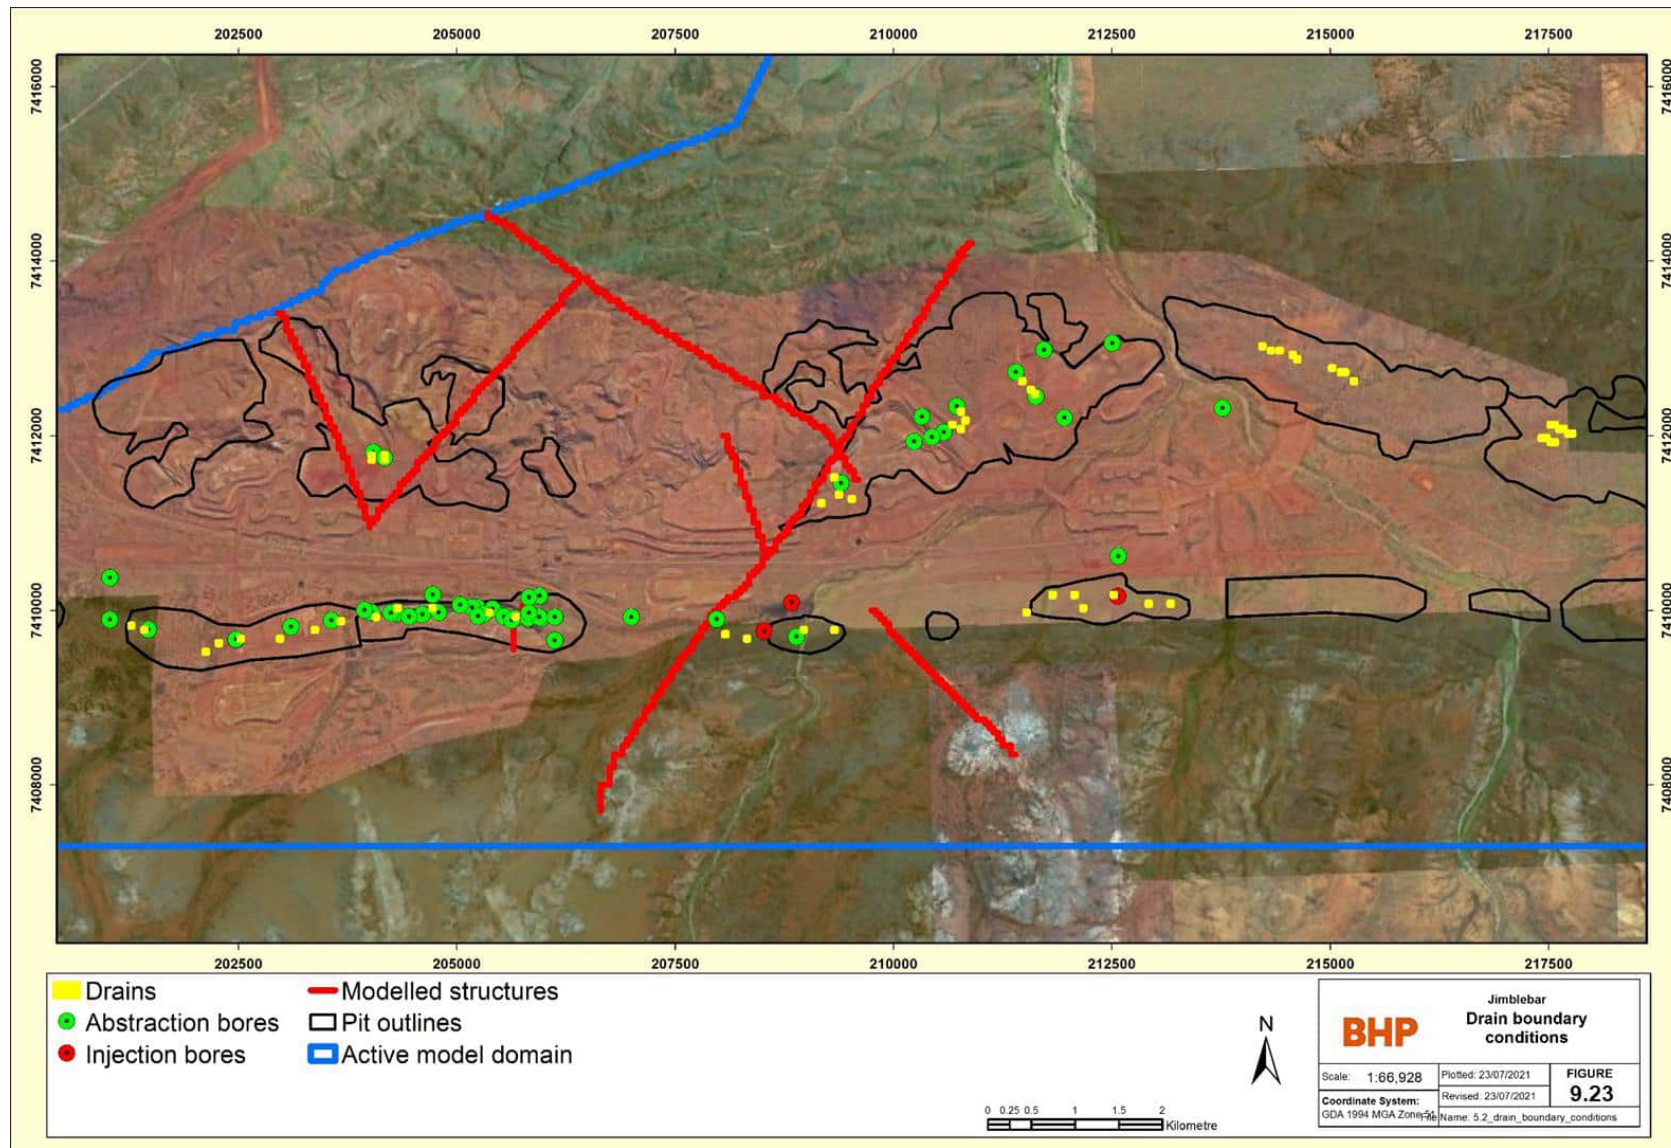 202500 205000 207500 210000 212500 215000 217500
7416000 7416000
7414000 7414000
7412000 7412000
7410000 7410000
7408000 7408000
202500 205000 207500 210000 212500 215000 217500
Drains
Abstraction bores
Injection bores
Modelled structures
Pit outlines
Active model domain
N
0 0.25 0.5 1 1.5 2
Kilometre
BHP
Jimblebar
Drain boundary
conditions
Scale: 1:66,928
Plotted: 23/07/2021
Revised: 23/07/2021
FIGURE
9.23
Coordinate System:
GDA 1994 MGA Zone 51
File Name: 5.2_drain_boundary_conditions